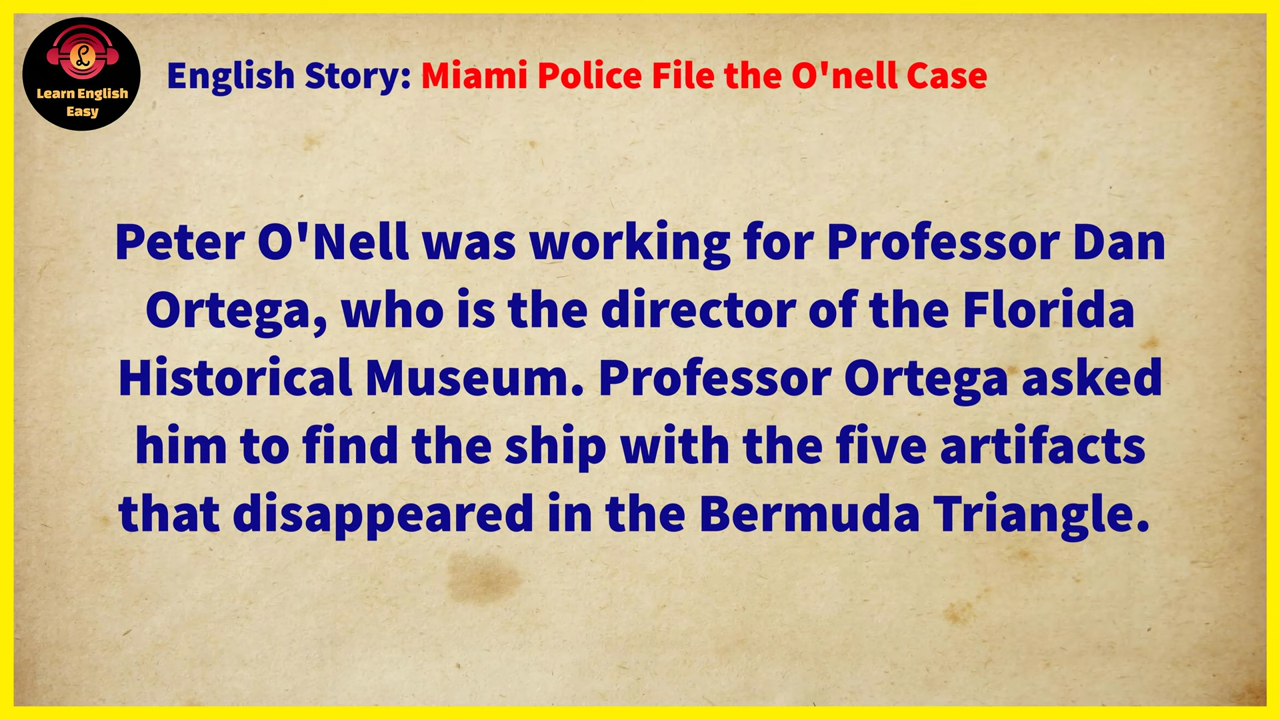 Learn English
Easy
English Story: Miami Police File the O'nell Case
Peter O'Nell was working for Professor Dan
Ortega, who is the director of the Florida
Historical Museum. Professor Ortega asked
him to find the ship with the five artifacts
that disappeared in the Bermuda Triangle.